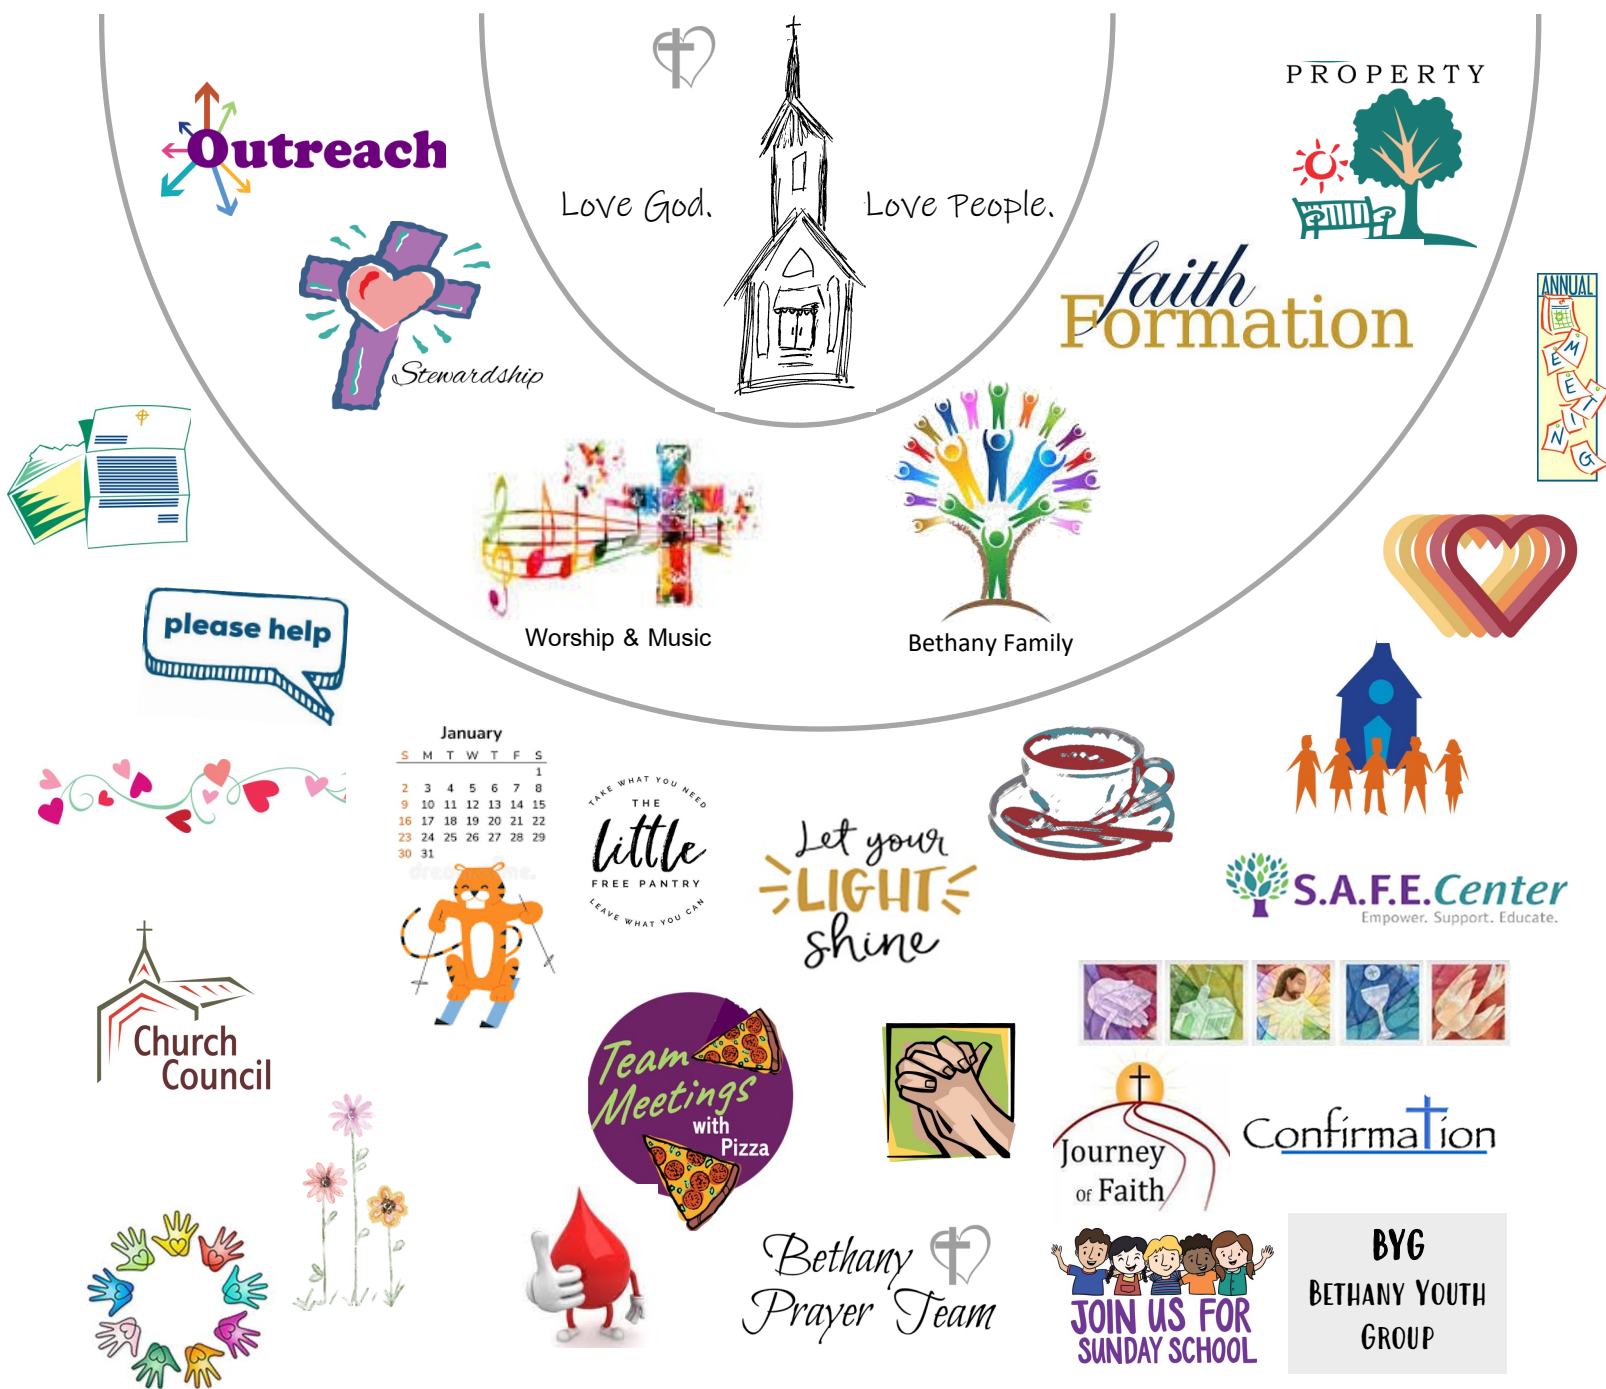 Outreach
Stewardship
Love God.
Love People.
PROPERTY
faith
Formation
ANNUAL
MEETING
Worship & Music
Bethany Family
please help
January
S M T W T F S
1
2 3 4 5 6 7 8
9 10 11 12 13 14 15
16 17 18 19 20 21 22
23 24 25 26 27 28 29
30 31
TAKE WHAT YOU NEED
THE
little
FREE PANTRY
LEAVE WHAT YOU CAN
Let your
LIGHT
shine
S.A.F.E. Center
Empower. Support. Educate.
Church
Council
Team
Meetings
with
Pizza
Journey
OF Faith
Confirmation
Bethany
Prayer Team
JOIN US FOR
SUNDAY SCHOOL
BYG
BETHANY YOUTH
GROUP